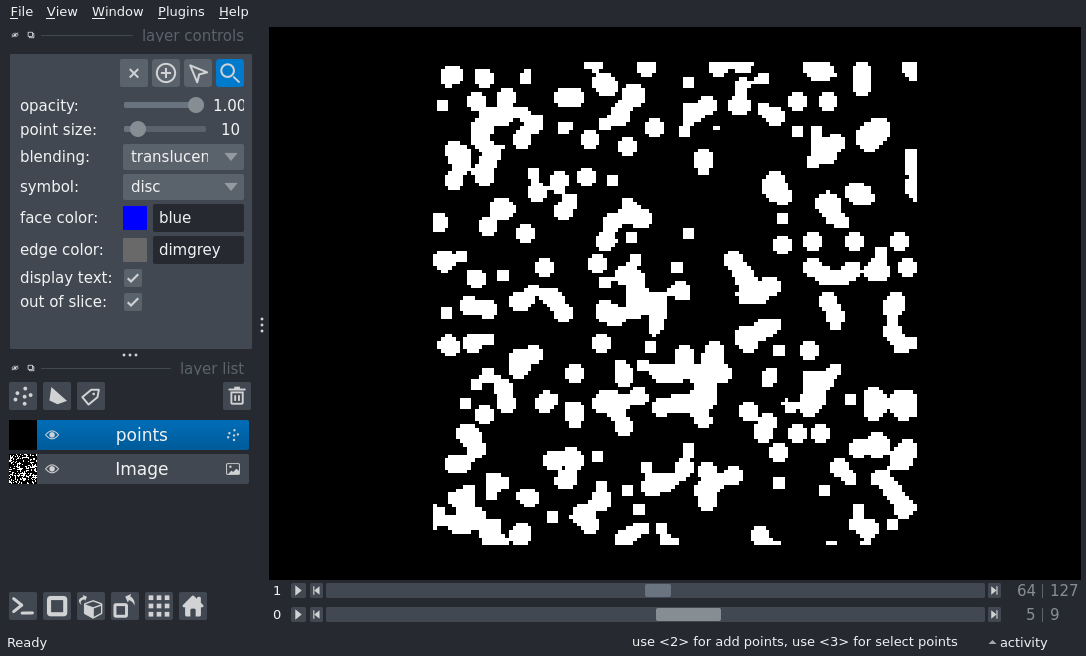 File View Window Plugins Help
layer controls
opacity: 1.00
point size: 10
blending: translucen
symbol: disc
face color: blue
edge color: dimgrey
display text:
out of slice:
layer list
points
Image
1 64 | 127
0 5 | 9
Ready use <2> for add points, use <3> for select points activity